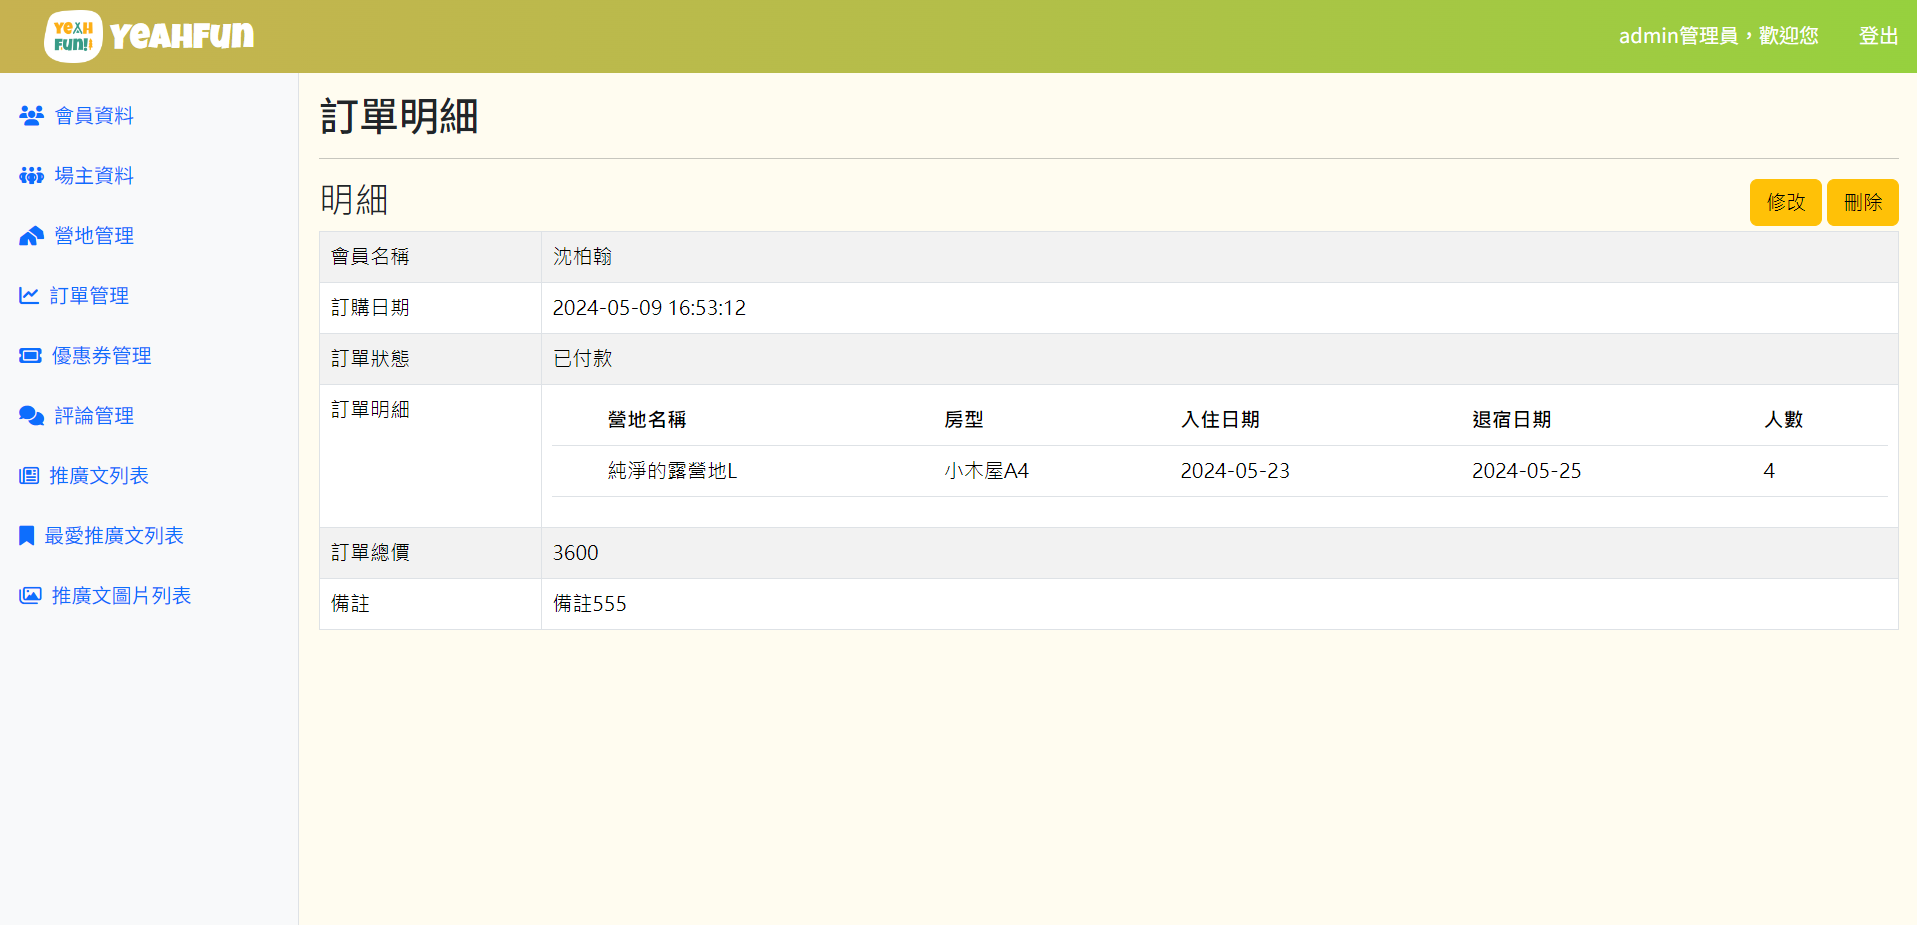 YEAH
FUN!
YEAHFUN
admin管理員，歡迎您
登出
會員資料
場主資料
營地管理
訂單管理
優惠券管理
評論管理
推廣文列表
最愛推廣文列表
推廣文圖片列表
訂單明細
明細
修改
刪除
會員名稱 沈柏翰
訂購日期 2024-05-09 16:53:12
訂單狀態 已付款
訂單明細
營地名稱 房型 入住日期 退宿日期 人數
純淨的露營地L 小木屋A4 2024-05-23 2024-05-25 4
訂單總價 3600
備註 備註555